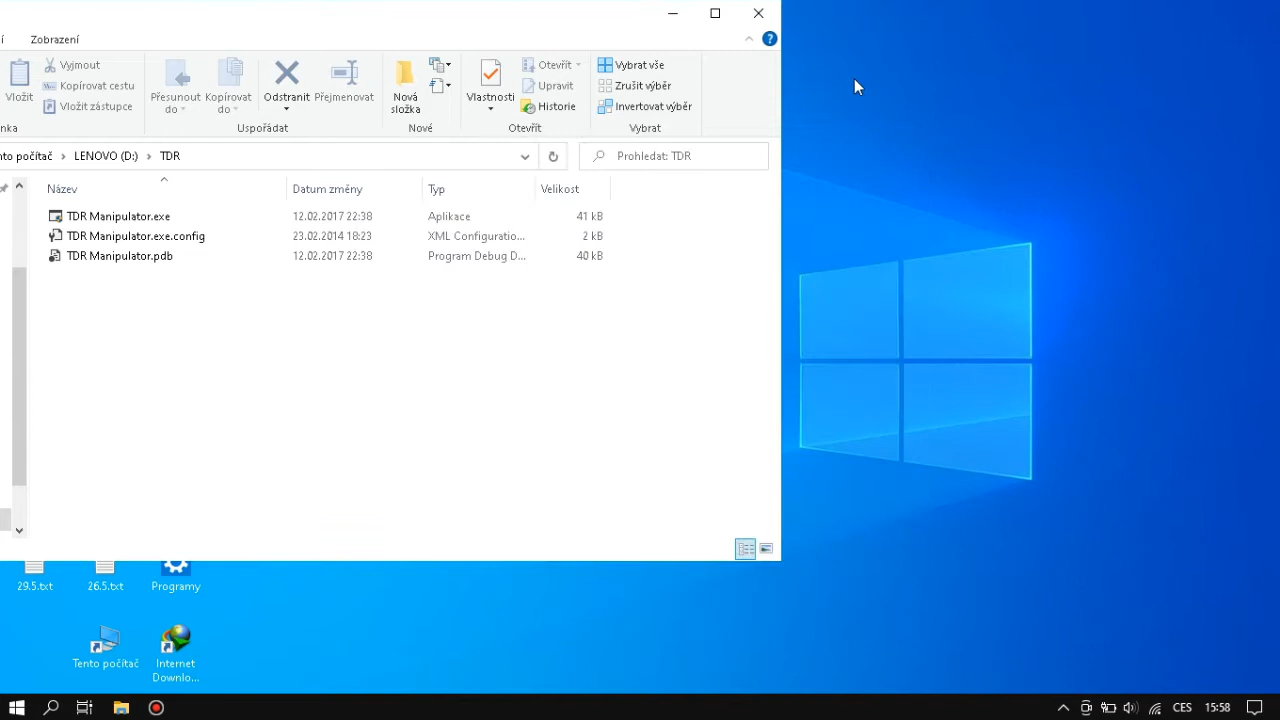 í Zobrazení
Vložit
Vyjmout
Kopírovat cestu
Vložit zástupce
Přesunout
do
Kopírovat
do
Odstranit
Přejmenovat
Nová
složka
Vlastnosti
Otevřít
Upravit
Historie
Vybrat vše
Zrušit výběr
Invertovat výběr
nka
Uspořádat
Nové
Otevřít
Vybrat
nto počítač > LENOVO (D:) > TDR
Prohledat: TDR
Název Datum změny Typ Velikost
TDR Manipulator.exe 12.02.2017 22:38 Aplikace 41 kB
TDR Manipulator.exe.config 23.02.2014 18:23 XML Configuratio... 2 kB
TDR Manipulator.pdb 12.02.2017 22:38 Program Debug D... 40 kB
29.5.txt 26.5.txt Programy
Tento počítač
Internet
Downlo...
CES 15:58